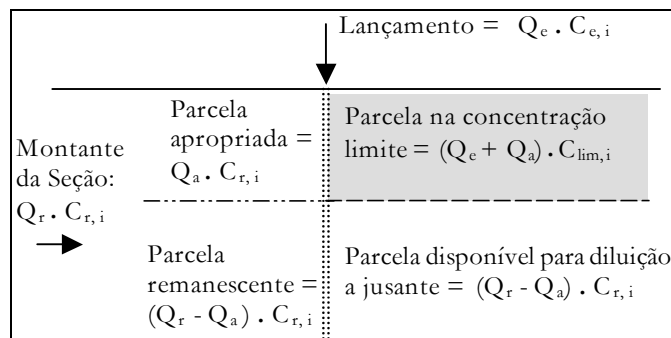 Lançamento = Qe . Ce, i
Parcela
apropriada =
Qa . Cr, i
Parcela na concentração
limite = (Qe + Qa) . Clim, i
Montante
da Seção:
Qr . Cr, i
Parcela
remanescente =
(Qr - Qa) . Cr, i
Parcela disponível para diluição
a jusante = (Qr - Qa) . Cr, i